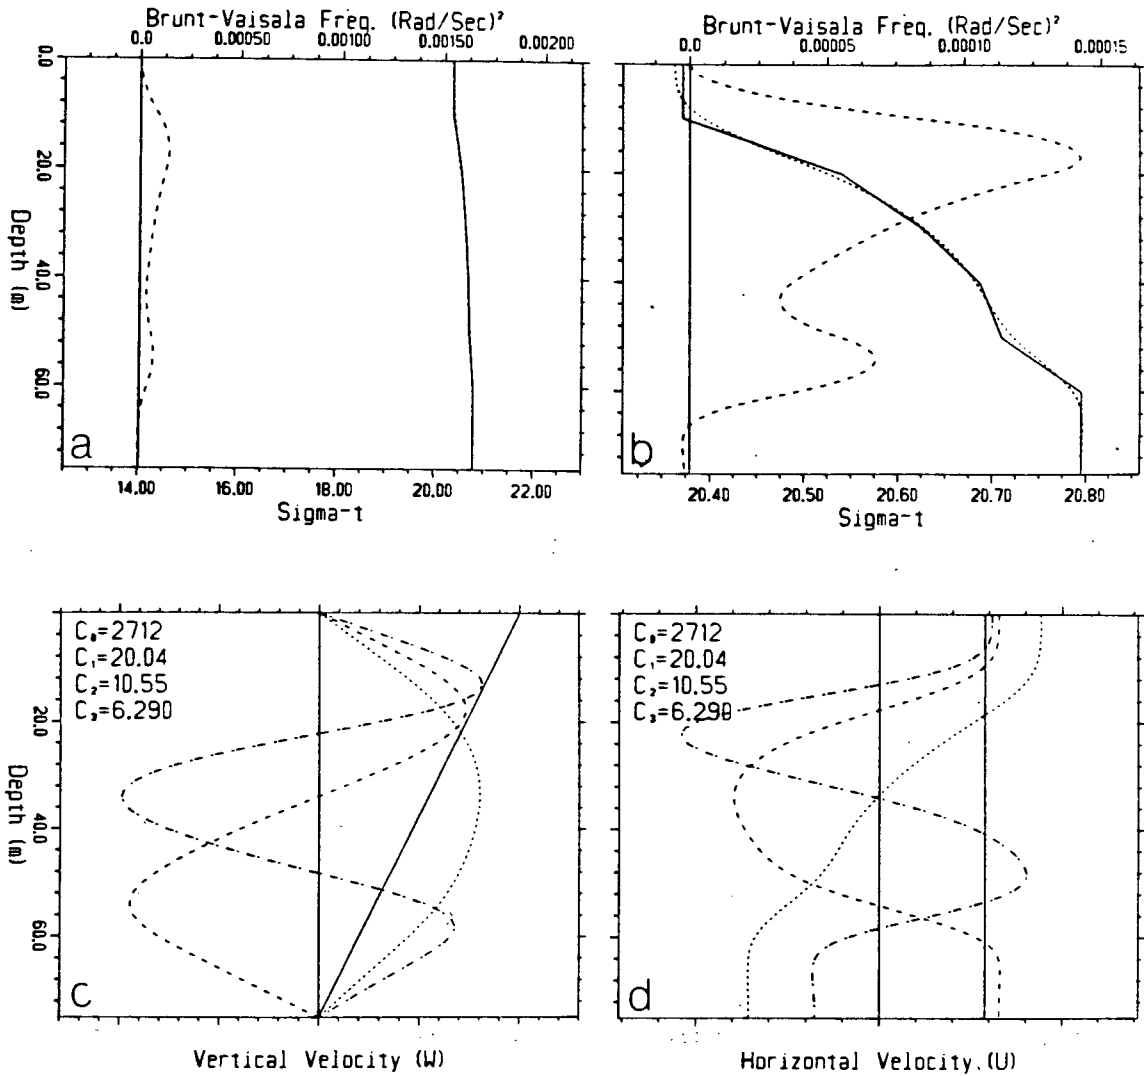 Brunt-Vaisala Freq. (Rad/Sec)²
0.0 0.00050 0.00100 0.00150 0.00200
0.0
20.0
40.0
60.0
Depth (m)
a
14.00 16.00 18.00 20.00 22.00
Sigma-t
Brunt-Vaisala Freq. (Rad/Sec)²
0.0 0.00005 0.00010 0.00015
b
20.40 20.50 20.60 20.70 20.80
Sigma-t
C₀=2712
C₁=20.04
C₂=10.55
C₃=6.290
20.0
40.0
60.0
Depth (m)
c
Vertical Velocity (W)
C₀=2712
C₁=20.04
C₂=10.55
C₃=6.290
d
Horizontal Velocity (U)